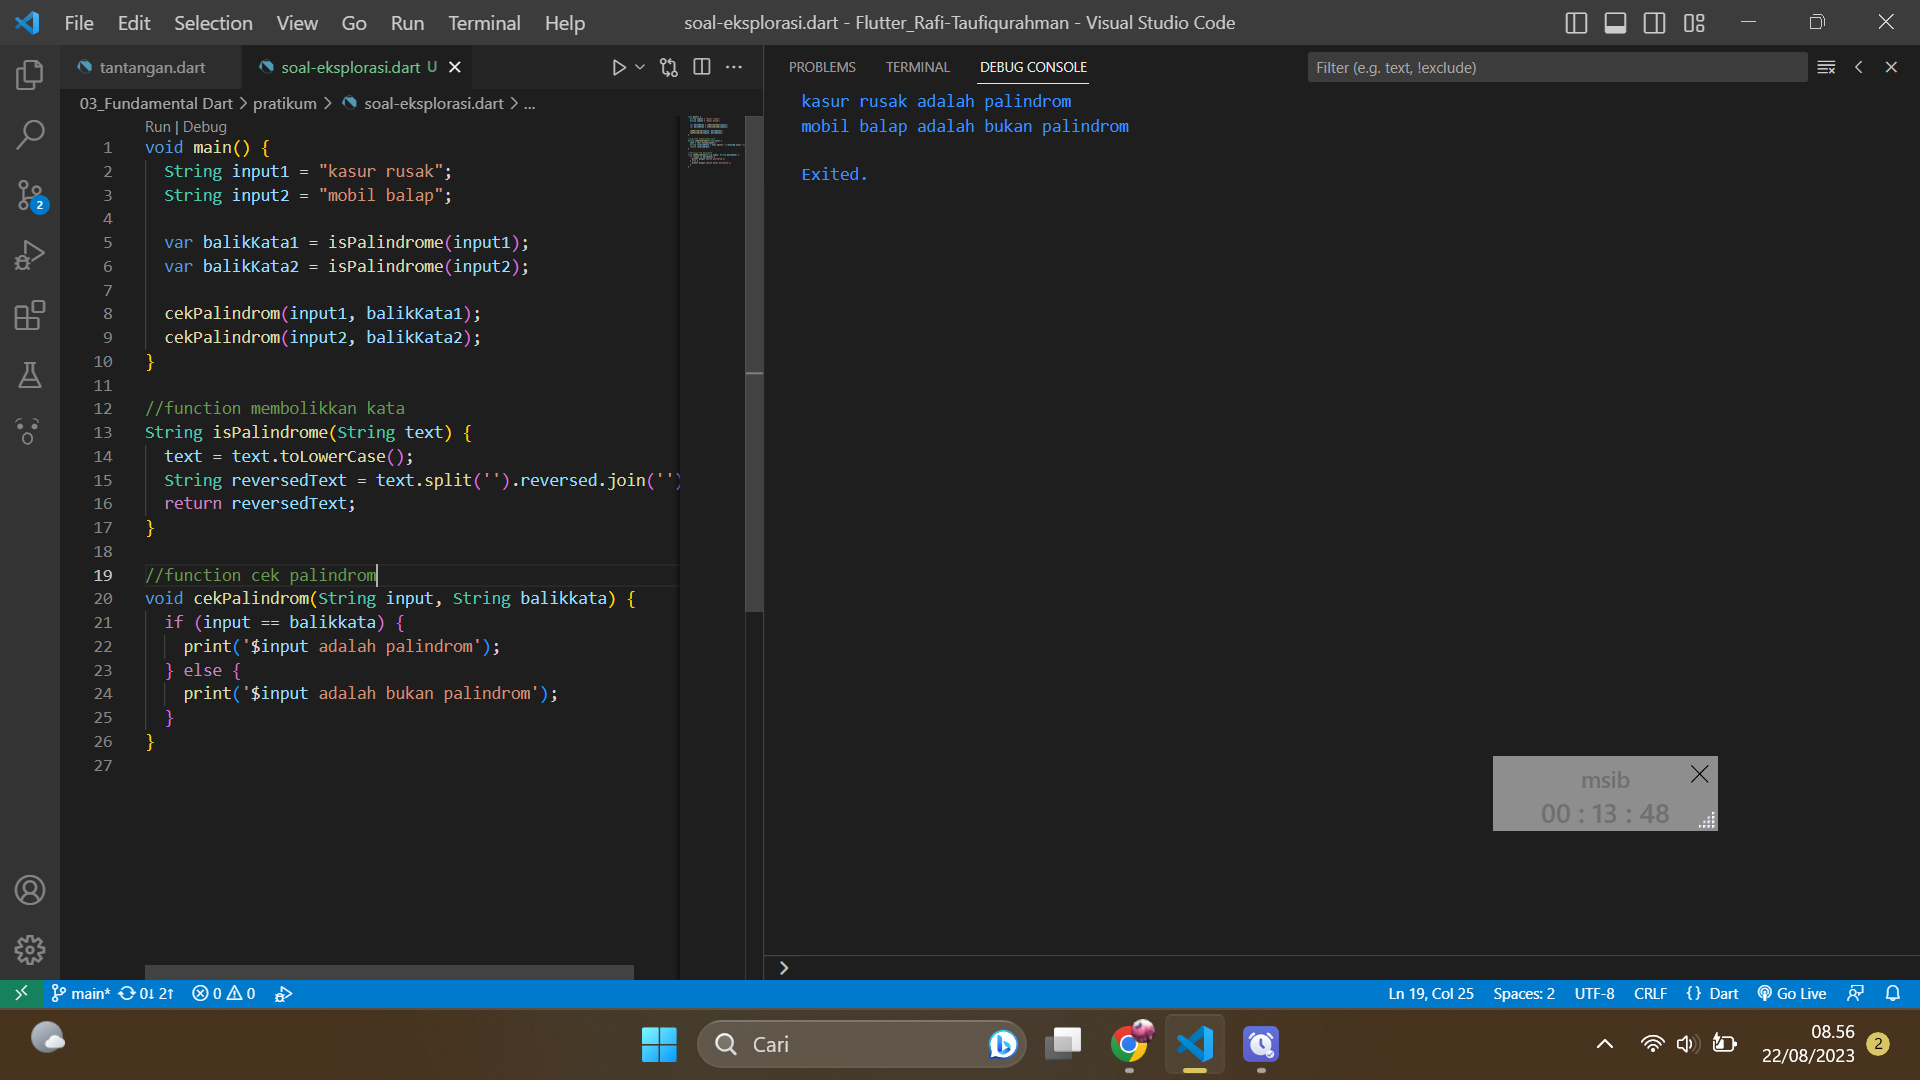 File Edit Selection View Go Run Terminal Help
soal-eksplorasi.dart - Flutter_Rafi-Taufiqurahman - Visual Studio Code
tantangan.dart
soal-eksplorasi.dart U
03_Fundamental Dart > pratikum > soal-eksplorasi.dart > ...
Run | Debug
1 void main() {
2 String input1 = "kasur rusak";
3 String input2 = "mobil balap";
4
5 var balikKata1 = isPalindrome(input1);
6 var balikKata2 = isPalindrome(input2);
7
8 cekPalindrom(input1, balikKata1);
9 cekPalindrom(input2, balikKata2);
10 }
11
12 //function membolikkan kata
13 String isPalindrome(String text) {
14 text = text.toLowerCase();
15 String reversedText = text.split('').reversed.join('')
16 return reversedText;
17 }
18
19 //function cek palindrom
20 void cekPalindrom(String input, String balikkata) {
21 if (input == balikkata) {
22 print('$input adalah palindrom');
23 } else {
24 print('$input adalah bukan palindrom');
25 }
26 }
27
PROBLEMS TERMINAL DEBUG CONSOLE
Filter (e.g. text, !exclude)
kasur rusak adalah palindrom
mobil balap adalah bukan palindrom
Exited.
msib
00 : 13 : 48
2
main* 0↓ 2↑ 0 0
Ln 19, Col 25 Spaces: 2 UTF-8 CRLF {} Dart Go Live
Cari
08.56
22/08/2023
2